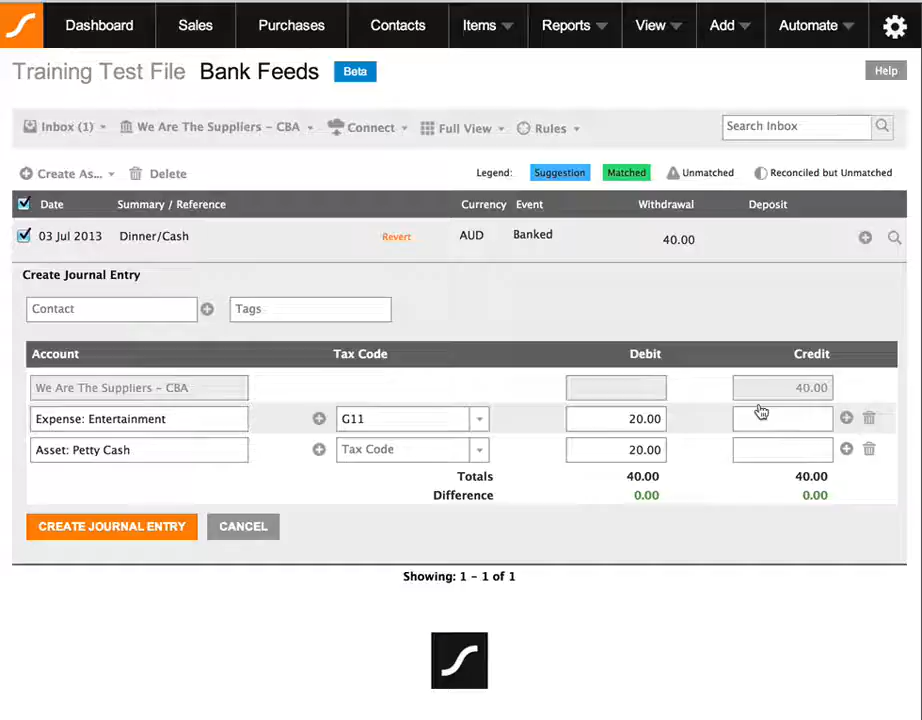 Dashboard Sales Purchases Contacts Items Reports View Add Automate
Training Test File Bank Feeds Beta Help
Inbox (1) We Are The Suppliers – CBA Connect Full View Rules Search Inbox
Create As... Delete Legend: Suggestion Matched Unmatched Reconciled but Unmatched
Date Summary / Reference Currency Event Withdrawal Deposit
03 Jul 2013 Dinner/Cash Revert AUD Banked 40.00
Create Journal Entry
Contact Tags
Account Tax Code Debit Credit
We Are The Suppliers – CBA 40.00
Expense: Entertainment G11 20.00
Asset: Petty Cash Tax Code 20.00
Totals 40.00 40.00
Difference 0.00 0.00
CREATE JOURNAL ENTRY CANCEL
Showing: 1 – 1 of 1